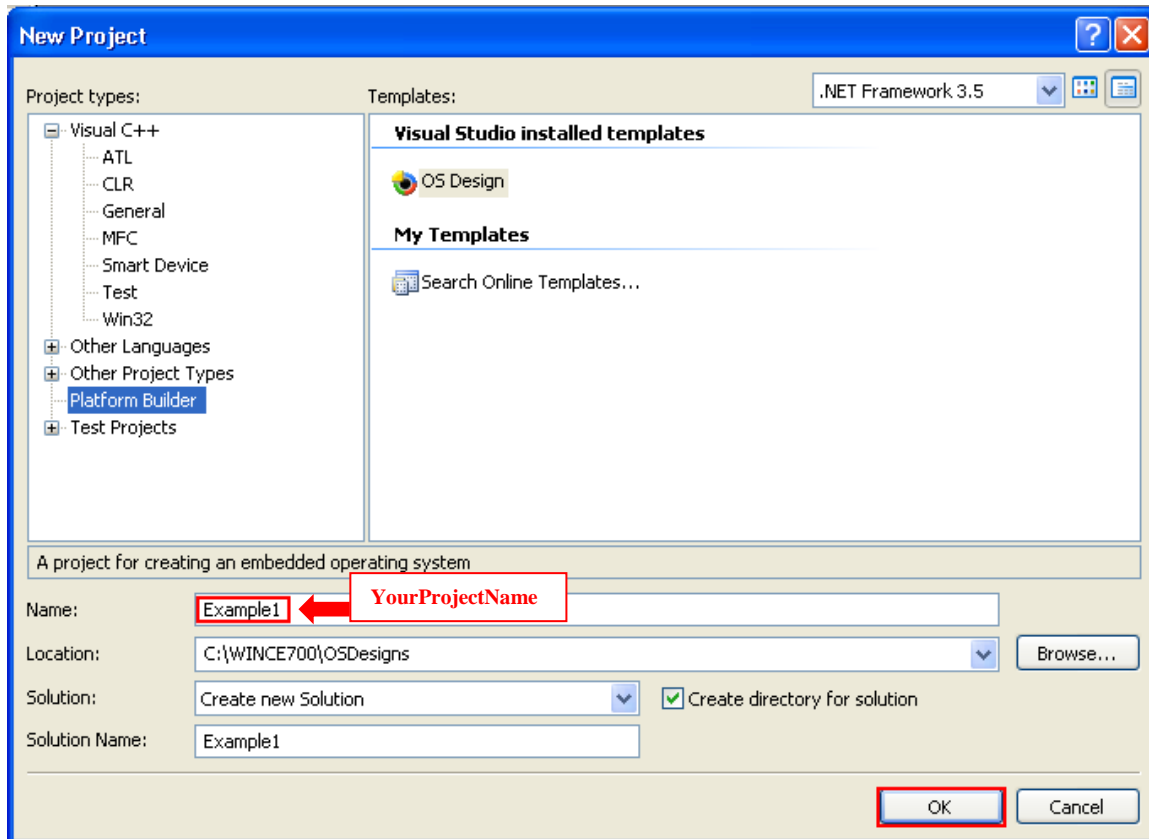 New Project
Project types:
Templates:
.NET Framework 3.5
Visual C++
ATL
CLR
General
MFC
Smart Device
Test
Win32
Other Languages
Other Project Types
Platform Builder
Test Projects
Visual Studio installed templates
OS Design
My Templates
Search Online Templates...
A project for creating an embedded operating system
Name:
Example1
YourProjectName
Location:
C:\WINCE700\OSDesigns
Browse...
Solution:
Create new Solution
Create directory for solution
Solution Name:
Example1
OK
Cancel